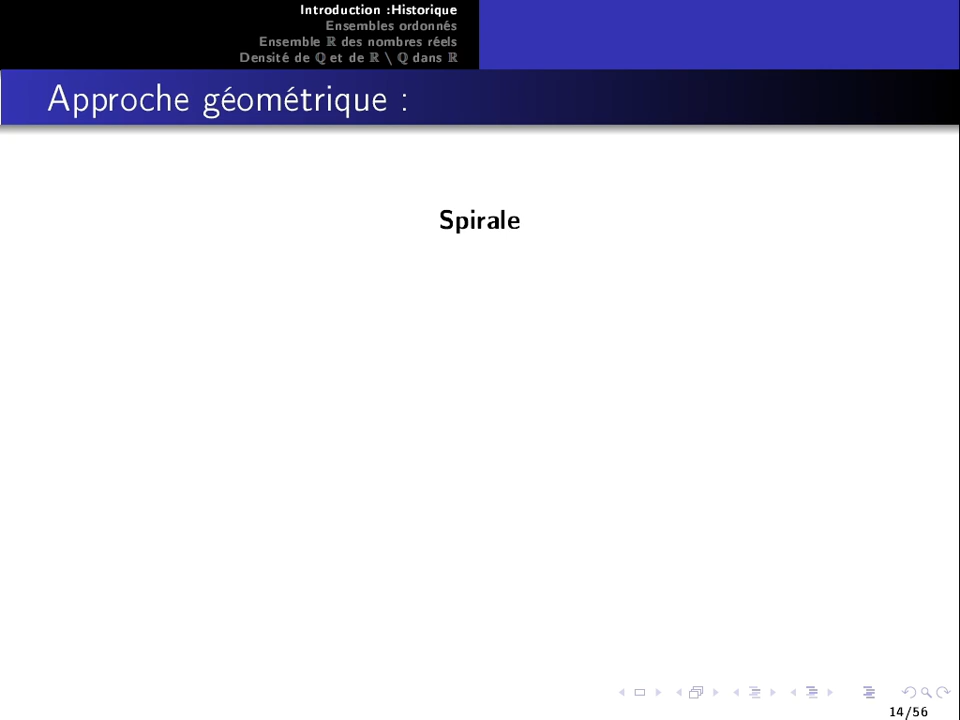 Introduction :Historique
Ensembles ordonnés
Ensemble ℝ des nombres réels
Densité de ℚ et de ℝ \ ℚ dans ℝ
Approche géométrique :
Spirale
14/56